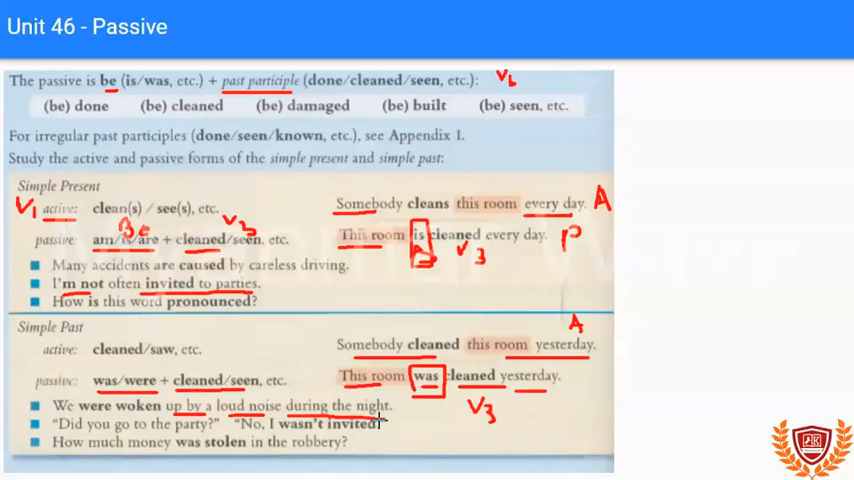 Unit 46 - Passive
The passive is be (is/was, etc.) + past participle (done/cleaned/seen, etc.):
(be) done (be) cleaned (be) damaged (be) built (be) seen, etc.
For irregular past participles (done/seen/known, etc.), see Appendix 1.
Study the active and passive forms of the simple present and simple past:
Simple Present
V1 active: clean(s) / see(s), etc. Somebody cleans this room every day. A
BE V3
passive: am/is/are + cleaned/seen, etc. This room is cleaned every day. P
V3
Many accidents are caused by careless driving.
I'm not often invited to parties.
How is this word pronounced?
Simple Past
A
active: cleaned/saw, etc. Somebody cleaned this room yesterday.
passive: was/were + cleaned/seen, etc. This room was cleaned yesterday.
V3
We were woken up by a loud noise during the night.
"Did you go to the party?" "No, I wasn't invited
How much money was stolen in the robbery?